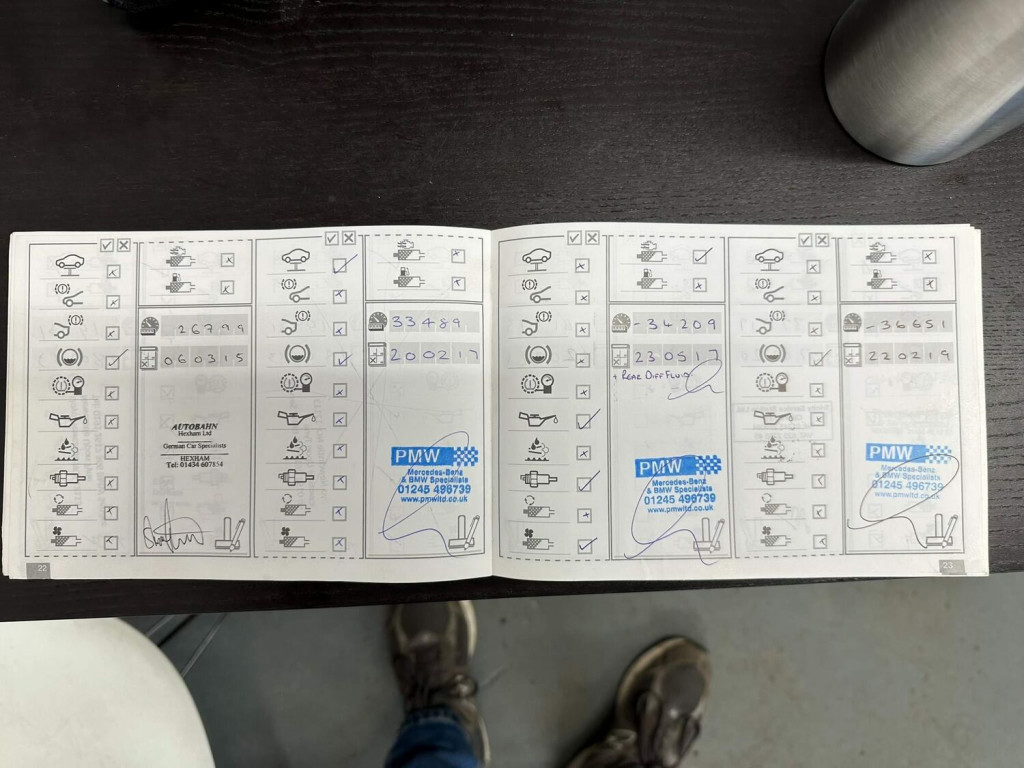 26799
060315
AUTOBAHN
Hexham Ltd
German Car Specialists
HEXHAM
Tel: 01434 607854
22
33489
200217
PMW
Mercedes-Benz
& BMW Specialists
01245 496739
www.pmwltd.co.uk
-34209
230517
+ REAR DIFF FLUID
PMW
Mercedes-Benz
& BMW Specialists
01245 496739
www.pmwltd.co.uk
-36651
220219
PMW
Mercedes-Benz
& BMW Specialists
01245 496739
www.pmwltd.co.uk
23